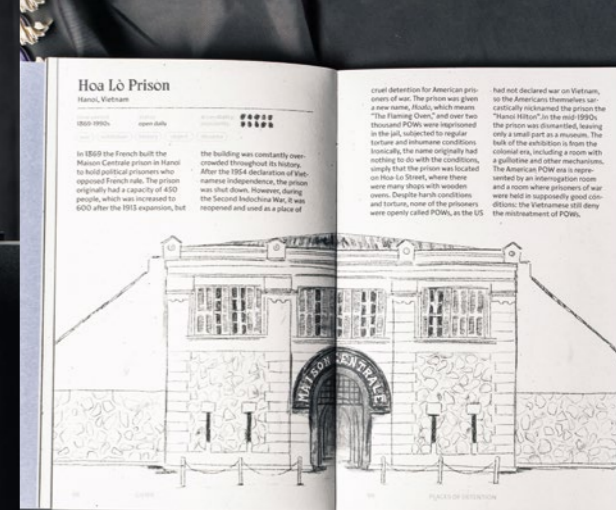 Hoa Lò Prison
Hanoi, Vietnam
1869-1990s
open daily
In 1869 the French built the
Maison Centrale prison in Hanoi
to hold political prisoners who
opposed French rule. The prison
originally had a capacity of 450
people, which was increased to
600 after the 1913 expansion, but
the building was constantly over-
crowded throughout its history.
After the 1954 declaration of Viet-
namese independence, the prison
was shut down. However, during
the Second Indochina War, it was
reopened and used as a place of
cruel detention for American pris-
oners of war. The prison was given
a new name, Hoalo, which means
"The Flaming Oven," and over two
thousand POWs were imprisoned
in the jail, subjected to regular
torture and inhumane conditions.
Ironically, the name originally had
nothing to do with the conditions,
simply that the prison was located
on Hoa-Lo Street, where there
were many shops with wooden
ovens. Despite harsh conditions
and torture, none of the prisoners
were openly called POWs, as the US
had not declared war on Vietnam,
so the Americans themselves sar-
castically nicknamed the prison the
"Hanoi Hilton". In the mid-1990s
the prison was dismantled, leaving
only a small part as a museum. The
bulk of the exhibition is from the
colonial era, including a room with
a guillotine and other mechanisms.
The American POW era is repre-
sented by an interrogation room
and a room where prisoners of war
were held in supposedly good con-
ditions: the Vietnamese still deny
the mistreatment of POWs.
MAISON CENTRALE
PLACES OF DETENTION